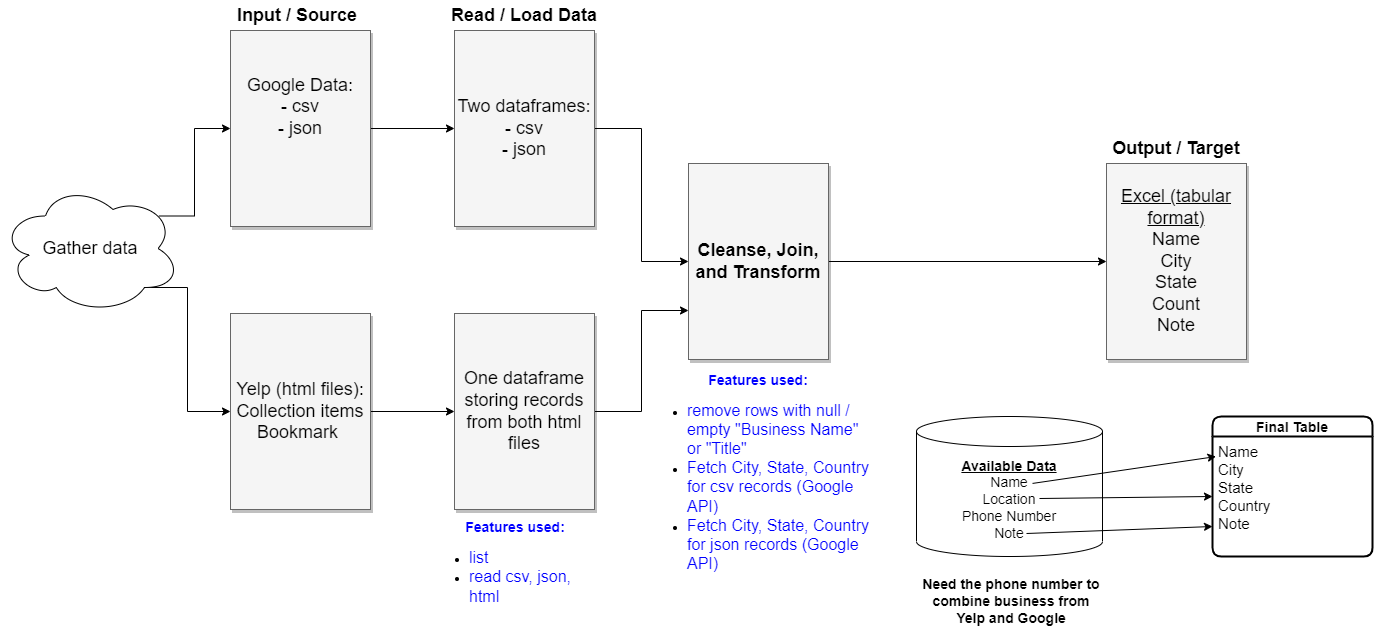 Input / Source
Read / Load Data
Google Data:
- csv
- json
Two dataframes:
- csv
- json
Output / Target
Excel (tabular
format)
Name
City
State
Count
Note
Gather data
Cleanse, Join,
and Transform
Yelp (html files):
Collection items
Bookmark
One dataframe
storing records
from both html
files
Features used:
• list
• read csv, json,
html
Features used:
• remove rows with null /
empty "Business Name"
or "Title"
• Fetch City, State, Country
for csv records (Google
API)
• Fetch City, State, Country
for json records (Google
API)
Available Data
Name
Location
Phone Number
Note
Need the phone number to
combine business from
Yelp and Google
Final Table
Name
City
State
Country
Note